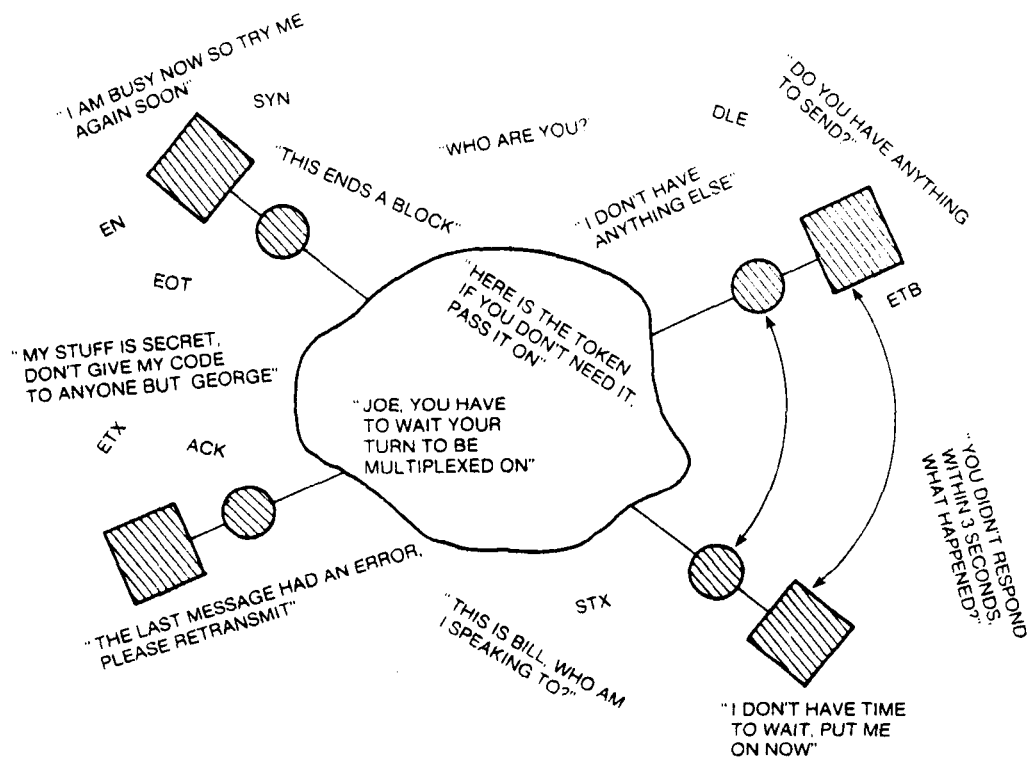 "I AM BUSY NOW SO TRY ME
AGAIN SOON"
SYN
"THIS ENDS A BLOCK"
"WHO ARE YOU?"
DLE
"DO YOU HAVE ANYTHING
TO SEND?"
"I DON'T HAVE
ANYTHING ELSE"
EN
EOT
ETB
"HERE IS THE TOKEN
IF YOU DON'T NEED IT,
PASS IT ON"
"MY STUFF IS SECRET,
DON'T GIVE MY CODE
TO ANYONE BUT GEORGE"
"JOE, YOU HAVE
TO WAIT YOUR
TURN TO BE
MULTIPLEXED ON"
ETX
ACK
"YOU DIDN'T RESPOND
WITHIN 3 SECONDS,
WHAT HAPPENED?"
"THE LAST MESSAGE HAD AN ERROR,
PLEASE RETRANSMIT"
STX
"THIS IS BILL, WHO AM
I SPEAKING TO?"
"I DON'T HAVE TIME
TO WAIT, PUT ME
ON NOW"